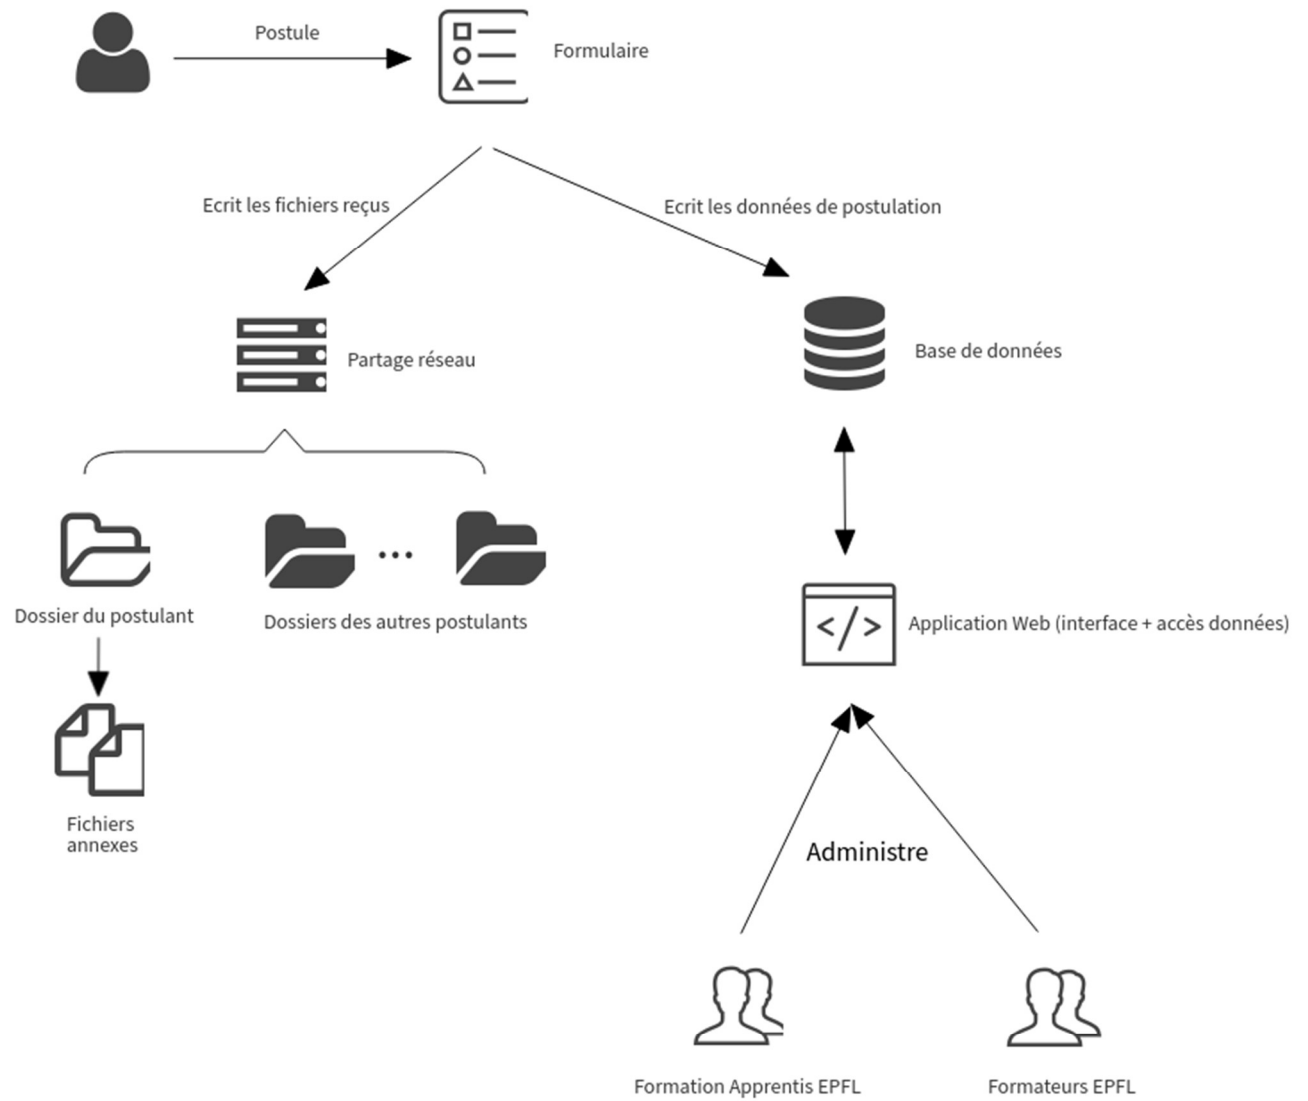 Postule
Formulaire
Ecrit les fichiers reçus
Ecrit les données de postulation
Partage réseau
Base de données
Dossier du postulant
Dossiers des autres postulants
Application Web (interface + accès données)
Fichiers
annexes
Administre
Formation Apprentis EPFL
Formateurs EPFL